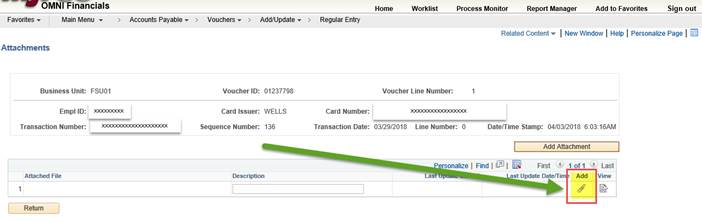 OMNI Financials
Home Worklist Process Monitor Report Manager Add to Favorites Sign out
Favorites Main Menu > Accounts Payable > Vouchers > Add/Update > Regular Entry
Related Content | New Window | Help | Personalize Page |
Attachments
Business Unit: FSU01 Voucher ID: 01237798 Voucher Line Number: 1
Empl ID: xxxxxxxxx Card Issuer: WELLS Card Number: xxxxxxxxxxxxxxxxx
Transaction Number: xxxxxxxxxxxxxxxxxxxx Sequence Number: 136 Transaction Date: 03/29/2018 Line Number: 0 Date/Time Stamp: 04/03/2018 6:03:16AM
Add Attachment
Personalize | Find | First 1 of 1 Last
Attached File Description Last Update Last Update Date/Time Add View
1
Return